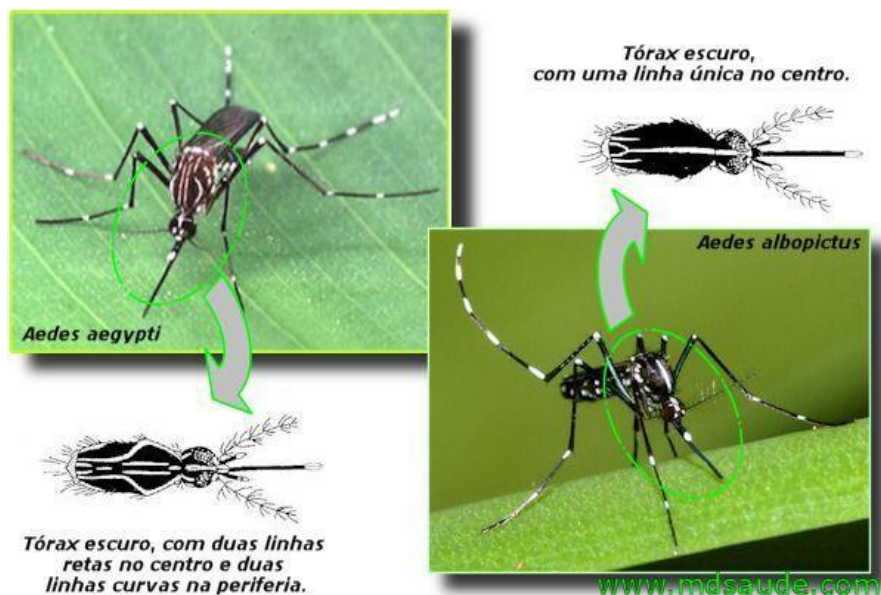 Tórax escuro,
com uma linha única no centro.
Aedes albopictus
Aedes aegypti
Tórax escuro, com duas linhas
retas no centro e duas
linhas curvas na periferia.
www.mdsaude.com